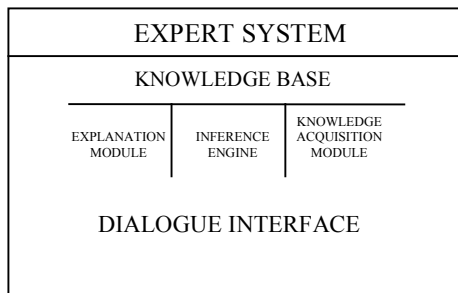 EXPERT SYSTEM
KNOWLEDGE BASE
EXPLANATION
MODULE
INFERENCE
ENGINE
KNOWLEDGE
ACQUISITION
MODULE
DIALOGUE INTERFACE